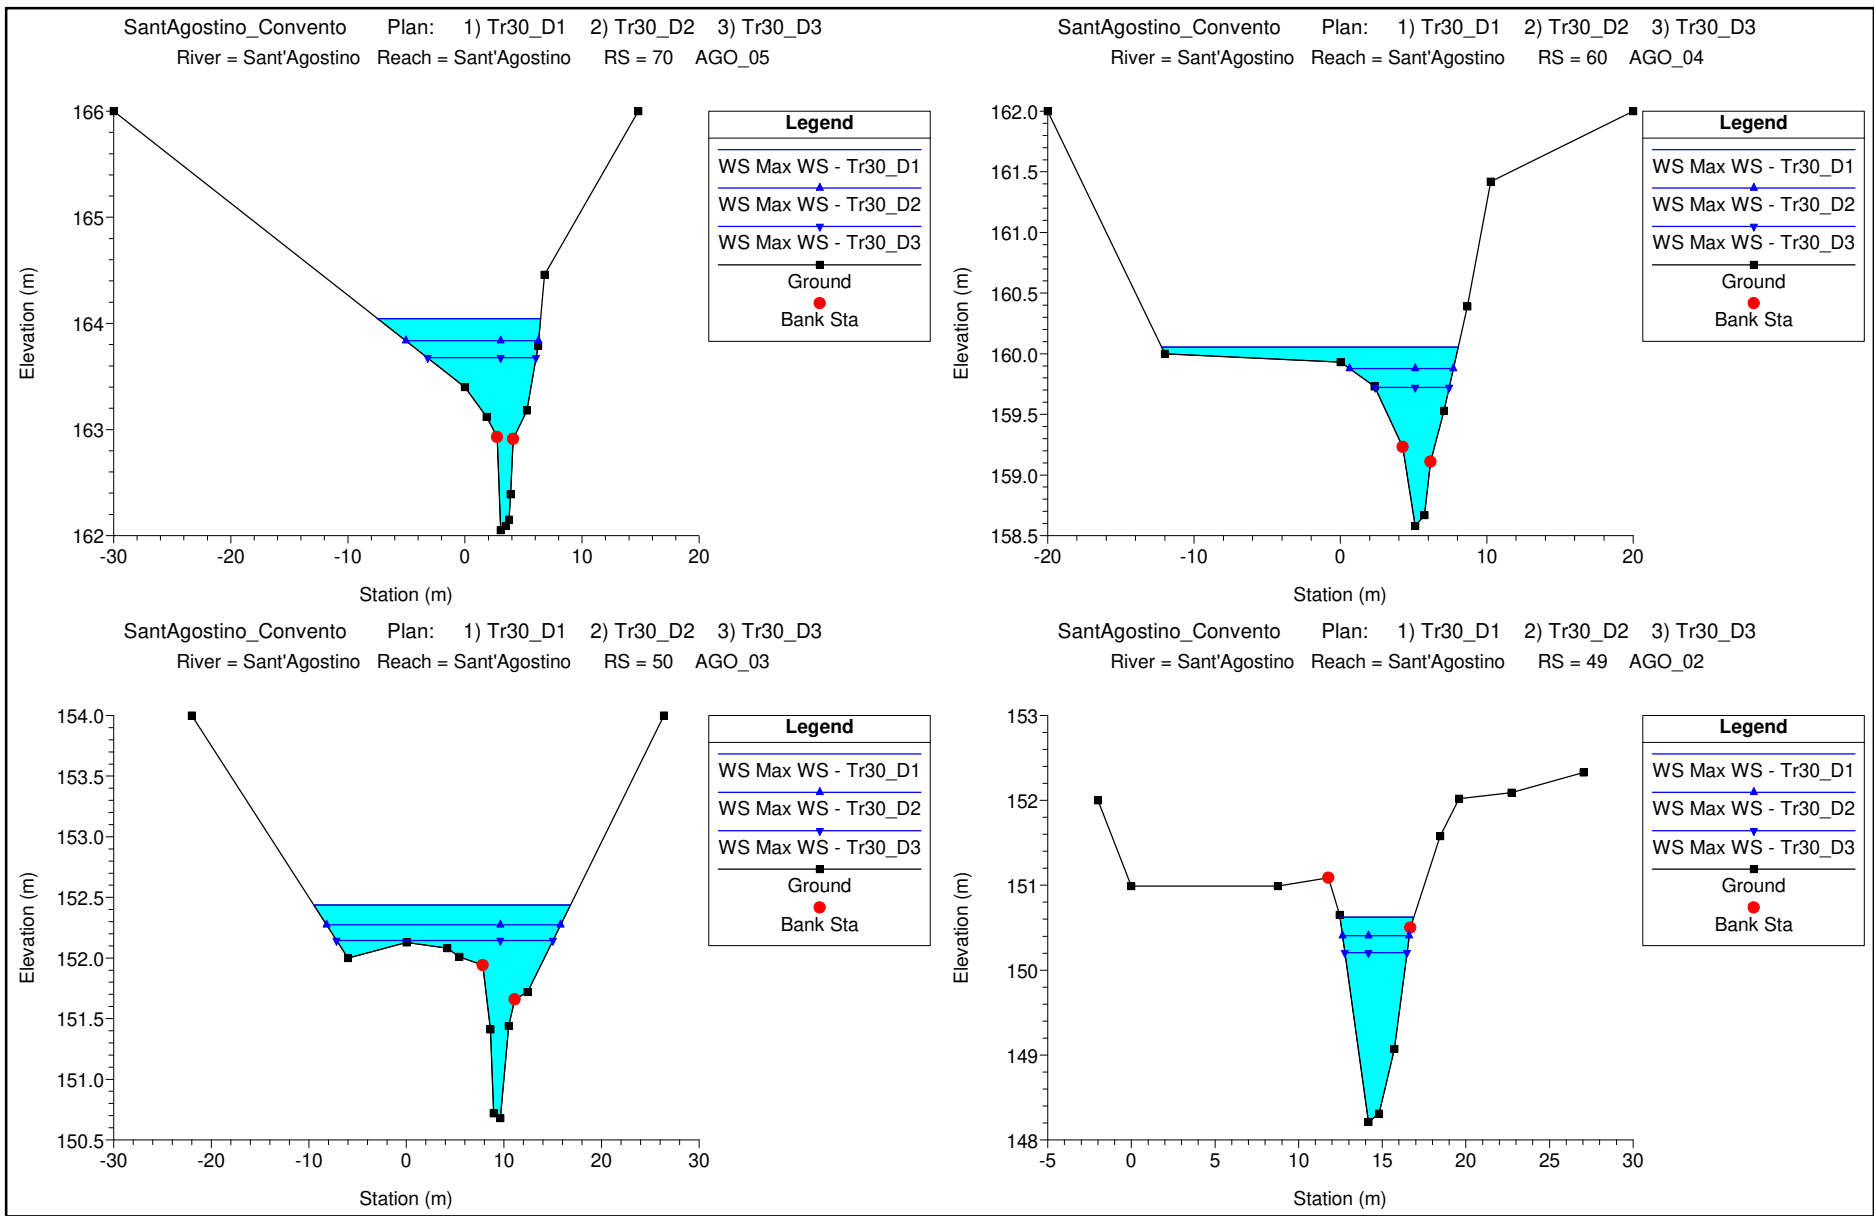 SantAgostino_Convento Plan: 1) Tr30_D1 2) Tr30_D2 3) Tr30_D3
River = Sant'Agostino Reach = Sant'Agostino RS = 70 AGO_05
166
165
164
163
162
Elevation (m)
-30 -20 -10 0 10 20
Station (m)
Legend
WS Max WS - Tr30_D1
WS Max WS - Tr30_D2
WS Max WS - Tr30_D3
Ground
Bank Sta
SantAgostino_Convento Plan: 1) Tr30_D1 2) Tr30_D2 3) Tr30_D3
River = Sant'Agostino Reach = Sant'Agostino RS = 60 AGO_04
162.0
161.5
161.0
160.5
160.0
159.5
159.0
158.5
Elevation (m)
-20 -10 0 10 20
Station (m)
Legend
WS Max WS - Tr30_D1
WS Max WS - Tr30_D2
WS Max WS - Tr30_D3
Ground
Bank Sta
SantAgostino_Convento Plan: 1) Tr30_D1 2) Tr30_D2 3) Tr30_D3
River = Sant'Agostino Reach = Sant'Agostino RS = 50 AGO_03
154.0
153.5
153.0
152.5
152.0
151.5
151.0
150.5
Elevation (m)
-30 -20 -10 0 10 20 30
Station (m)
Legend
WS Max WS - Tr30_D1
WS Max WS - Tr30_D2
WS Max WS - Tr30_D3
Ground
Bank Sta
SantAgostino_Convento Plan: 1) Tr30_D1 2) Tr30_D2 3) Tr30_D3
River = Sant'Agostino Reach = Sant'Agostino RS = 49 AGO_02
153
152
151
150
149
148
Elevation (m)
-5 0 5 10 15 20 25 30
Station (m)
Legend
WS Max WS - Tr30_D1
WS Max WS - Tr30_D2
WS Max WS - Tr30_D3
Ground
Bank Sta